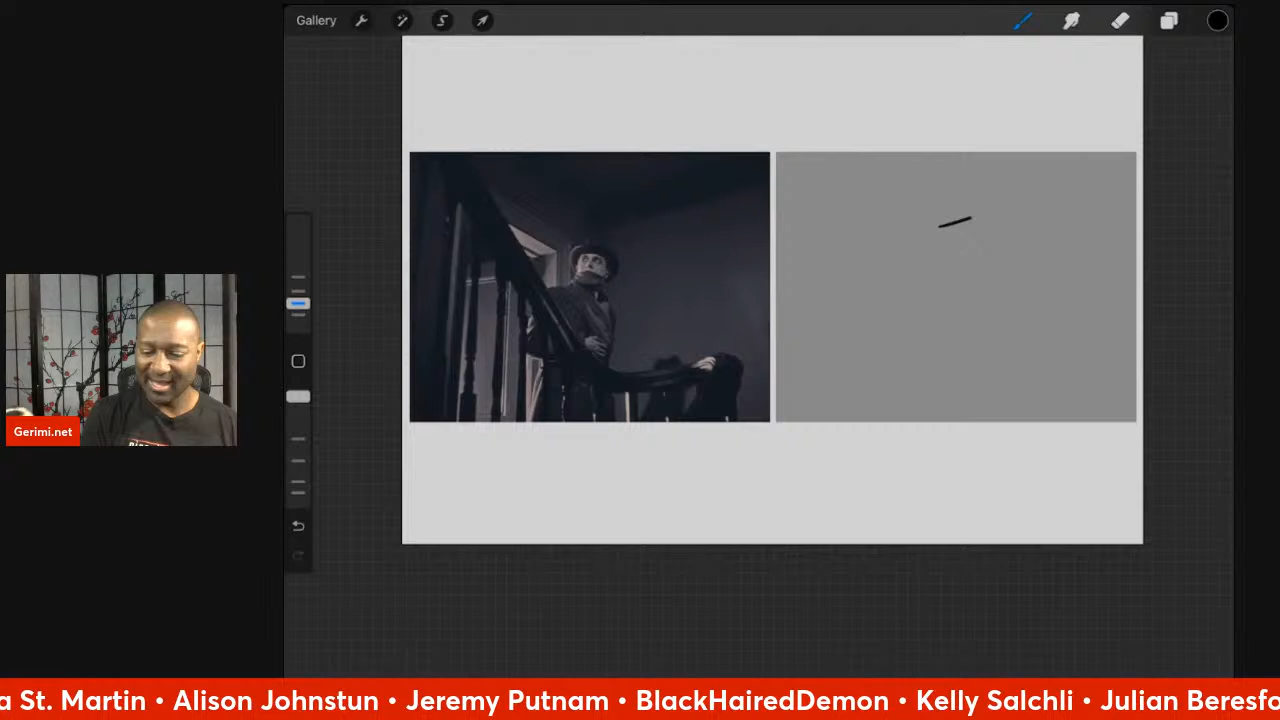 Gallery
Gerimi.net
a St. Martin • Alison Johnstun • Jeremy Putnam • BlackHairedDemon • Kelly Salchli • Julian Beresfo